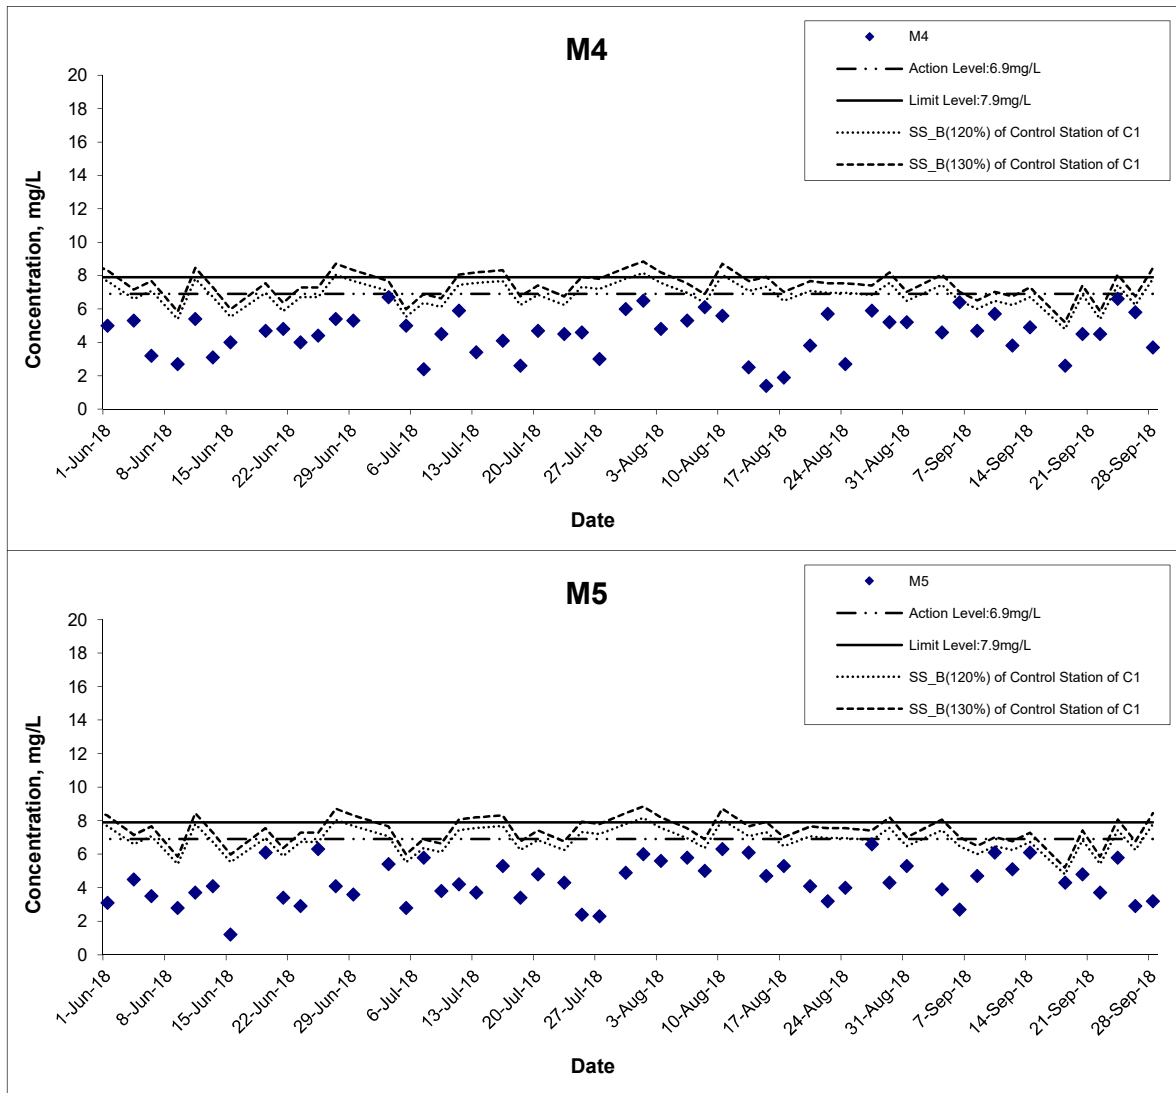 M4
M4
Action Level:6.9mg/L
Limit Level:7.9mg/L
SS_B(120%) of Control Station of C1
SS_B(130%) of Control Station of C1
Concentration, mg/L
20
18
16
14
12
10
8
6
4
2
0
1-Jun-18
8-Jun-18
15-Jun-18
22-Jun-18
29-Jun-18
6-Jul-18
13-Jul-18
20-Jul-18
27-Jul-18
3-Aug-18
10-Aug-18
17-Aug-18
24-Aug-18
31-Aug-18
7-Sep-18
14-Sep-18
21-Sep-18
28-Sep-18
Date
M5
M5
Action Level:6.9mg/L
Limit Level:7.9mg/L
SS_B(120%) of Control Station of C1
SS_B(130%) of Control Station of C1
Concentration, mg/L
20
18
16
14
12
10
8
6
4
2
0
1-Jun-18
8-Jun-18
15-Jun-18
22-Jun-18
29-Jun-18
6-Jul-18
13-Jul-18
20-Jul-18
27-Jul-18
3-Aug-18
10-Aug-18
17-Aug-18
24-Aug-18
31-Aug-18
7-Sep-18
14-Sep-18
21-Sep-18
28-Sep-18
Date